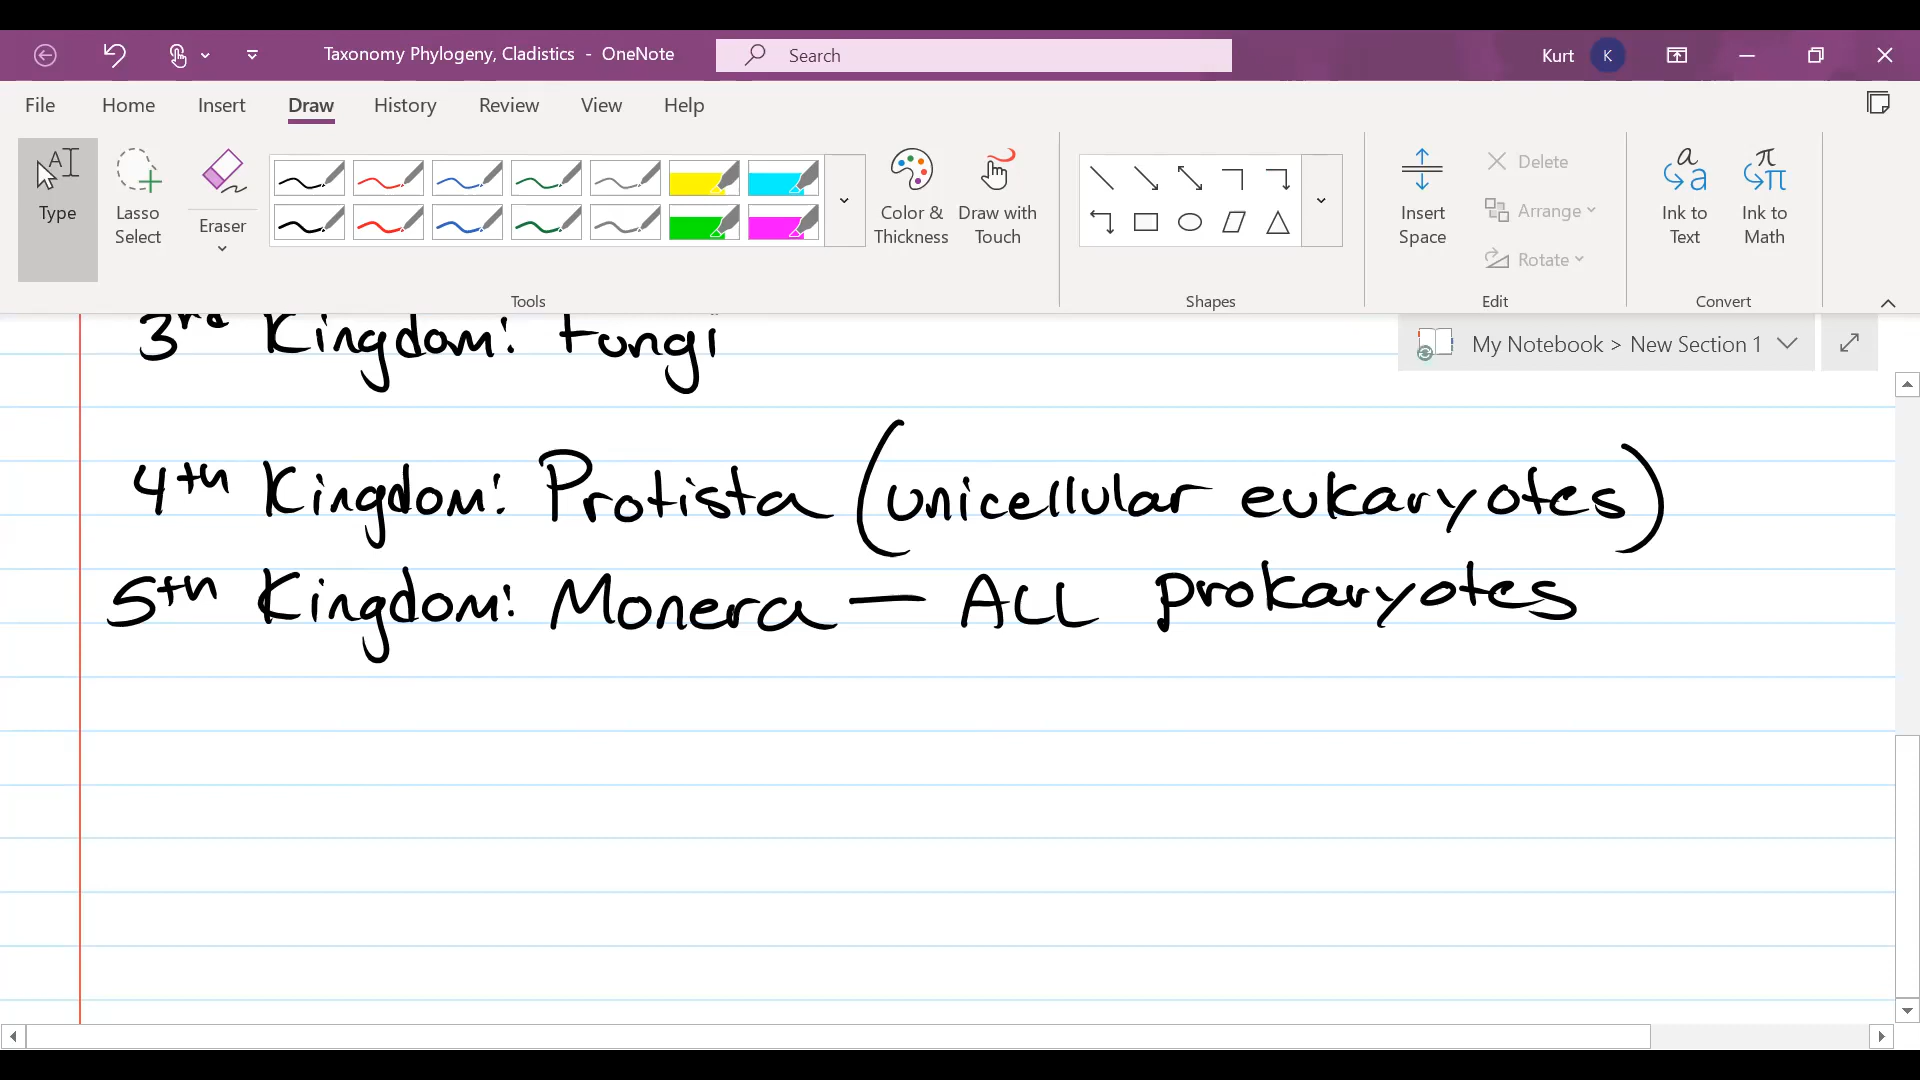 Taxonomy Phylogeny, Cladistics - OneNote
Search
Kurt K
File Home Insert Draw History Review View Help
Type
Lasso Select
Eraser
Color & Thickness
Draw with Touch
Insert Space
Delete
Arrange
Rotate
Ink to Text
Ink to Math
Tools
Shapes
Edit
Convert
My Notebook > New Section 1
3rd Kingdom: Fungi
4th Kingdom: Protista (unicellular eukaryotes)
5th Kingdom: Monera — ALL prokaryotes